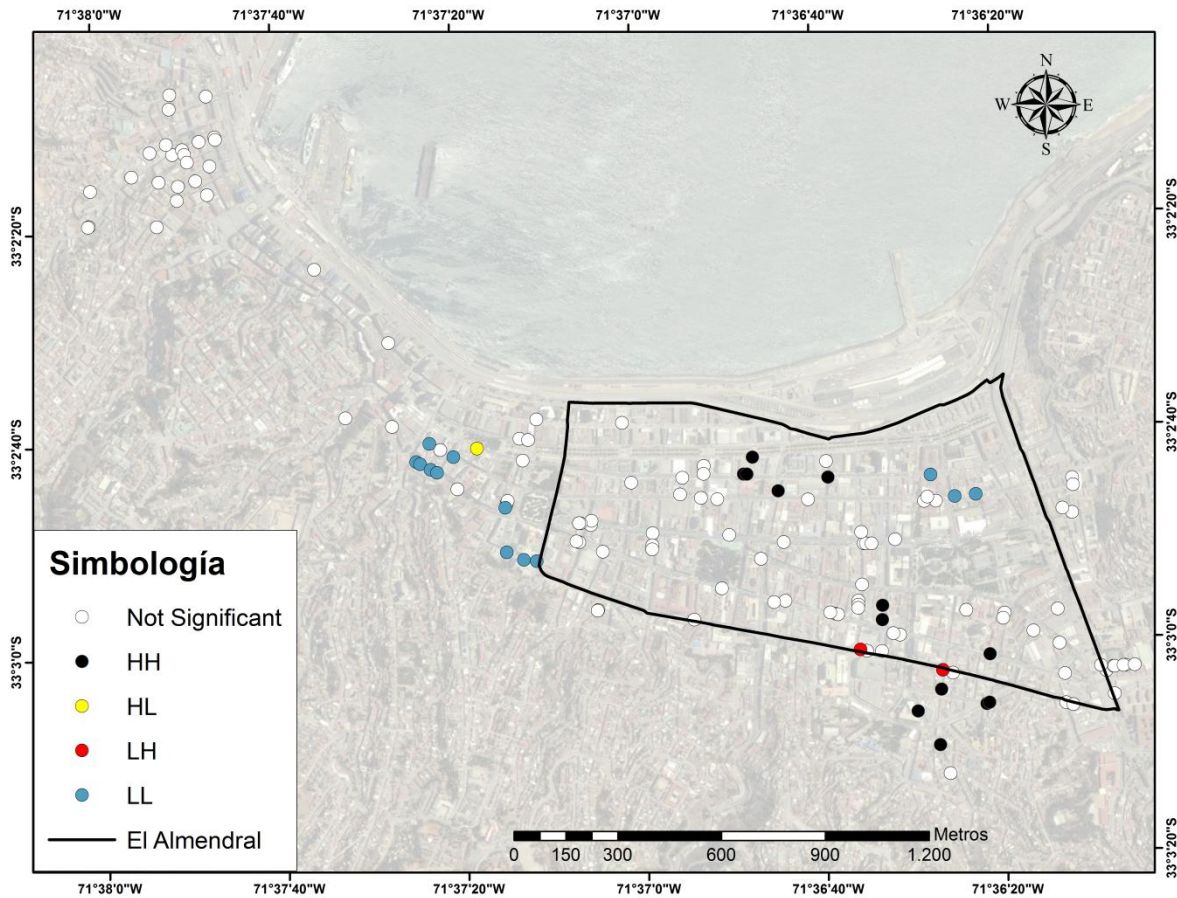 71°38'0"W 71°37'40"W 71°37'20"W 71°37'0"W 71°36'40"W 71°36'20"W
N
W E
S
33°2'20"S 33°2'20"S
33°2'40"S 33°2'40"S
33°3'0"S 33°3'0"S
33°3'20"S
Simbología
Not Significant
HH
HL
LH
LL
El Almendral
Metros
0 150 300 600 900 1.200
71°38'0"W 71°37'40"W 71°37'20"W 71°37'0"W 71°36'40"W 71°36'20"W